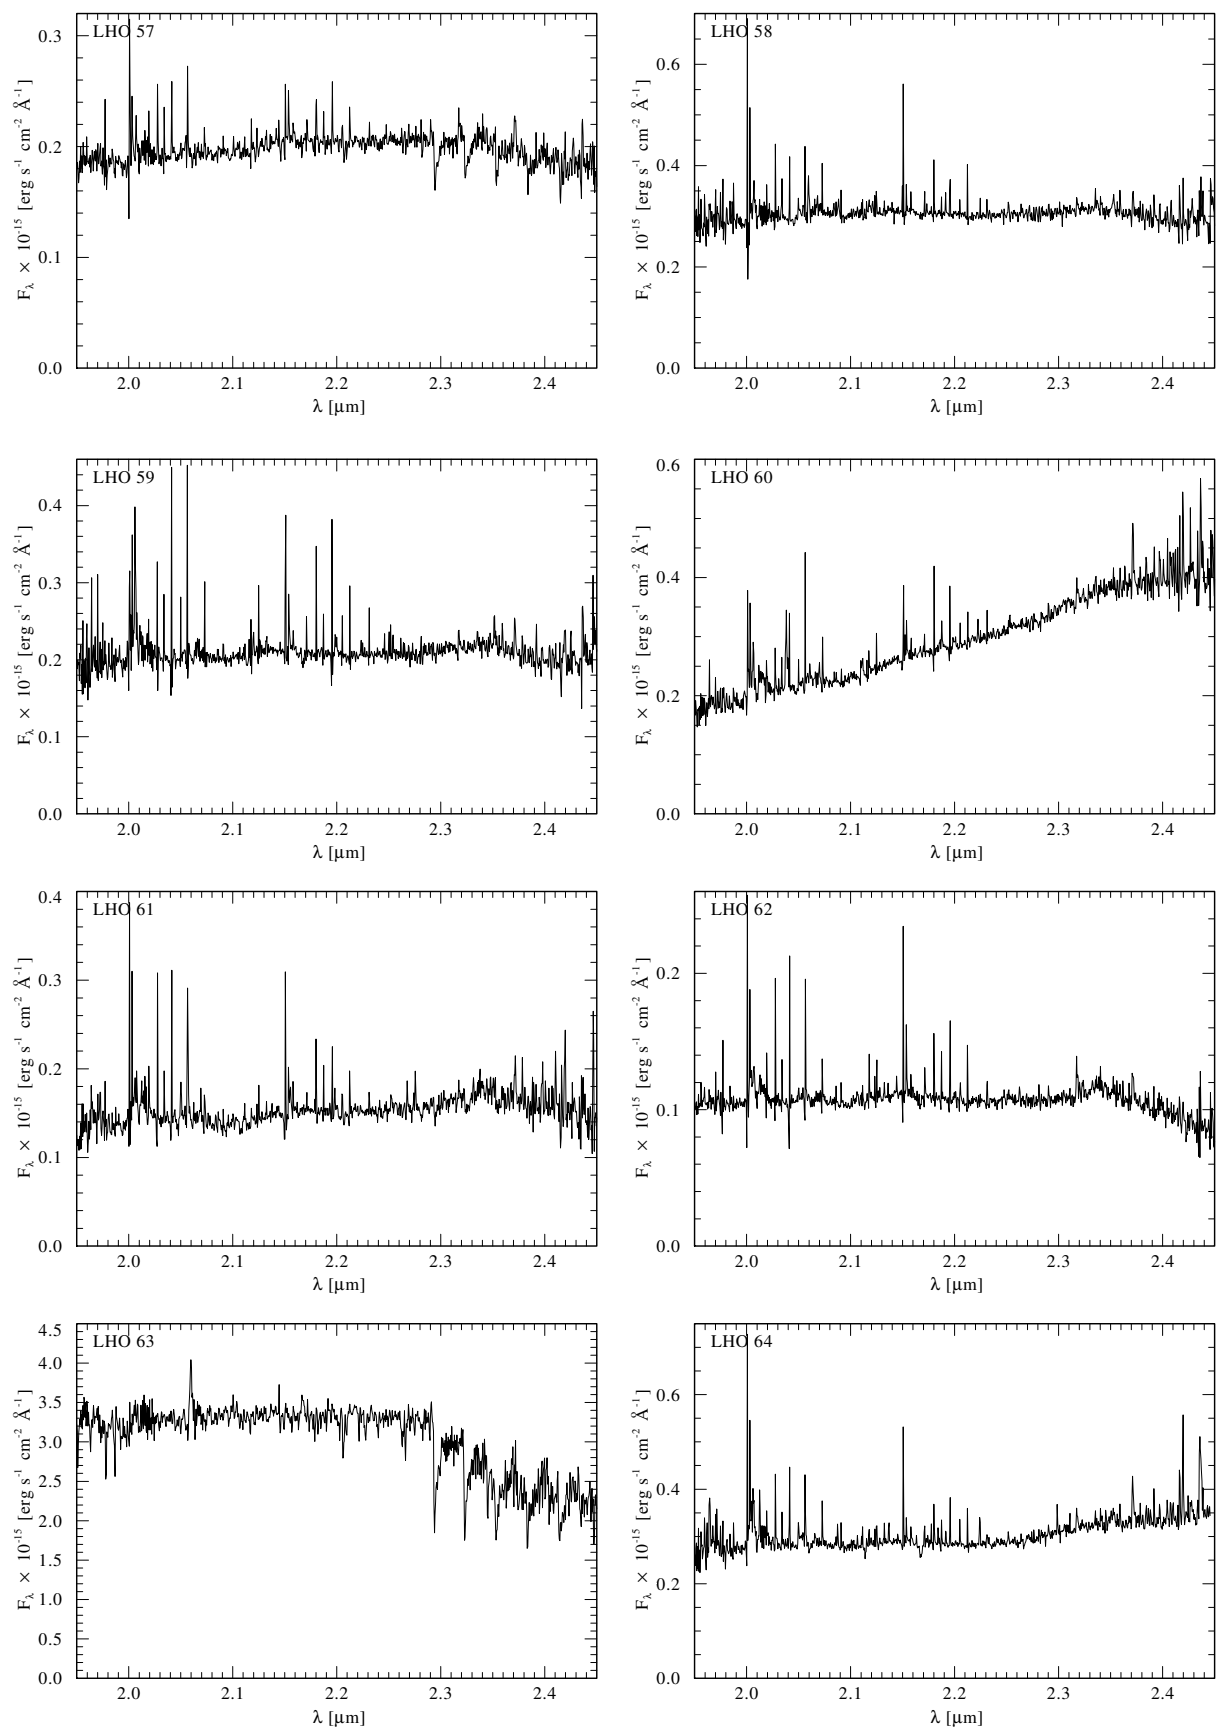 LHO 57
0.3
0.2
0.1
0.0
F_λ × 10⁻¹⁵ [erg s⁻¹ cm⁻² Å⁻¹]
2.0 2.1 2.2 2.3 2.4
λ [μm]
LHO 58
0.6
0.4
0.2
0.0
F_λ × 10⁻¹⁵ [erg s⁻¹ cm⁻² Å⁻¹]
2.0 2.1 2.2 2.3 2.4
λ [μm]
LHO 59
0.4
0.3
0.2
0.1
0.0
F_λ × 10⁻¹⁵ [erg s⁻¹ cm⁻² Å⁻¹]
2.0 2.1 2.2 2.3 2.4
λ [μm]
LHO 60
0.6
0.4
0.2
0.0
F_λ × 10⁻¹⁵ [erg s⁻¹ cm⁻² Å⁻¹]
2.0 2.1 2.2 2.3 2.4
λ [μm]
LHO 61
0.4
0.3
0.2
0.1
0.0
F_λ × 10⁻¹⁵ [erg s⁻¹ cm⁻² Å⁻¹]
2.0 2.1 2.2 2.3 2.4
λ [μm]
LHO 62
0.2
0.1
0.0
F_λ × 10⁻¹⁵ [erg s⁻¹ cm⁻² Å⁻¹]
2.0 2.1 2.2 2.3 2.4
λ [μm]
LHO 63
4.5
4.0
3.5
3.0
2.5
2.0
1.5
1.0
0.5
0.0
F_λ × 10⁻¹⁵ [erg s⁻¹ cm⁻² Å⁻¹]
2.0 2.1 2.2 2.3 2.4
λ [μm]
LHO 64
0.6
0.4
0.2
0.0
F_λ × 10⁻¹⁵ [erg s⁻¹ cm⁻² Å⁻¹]
2.0 2.1 2.2 2.3 2.4
λ [μm]